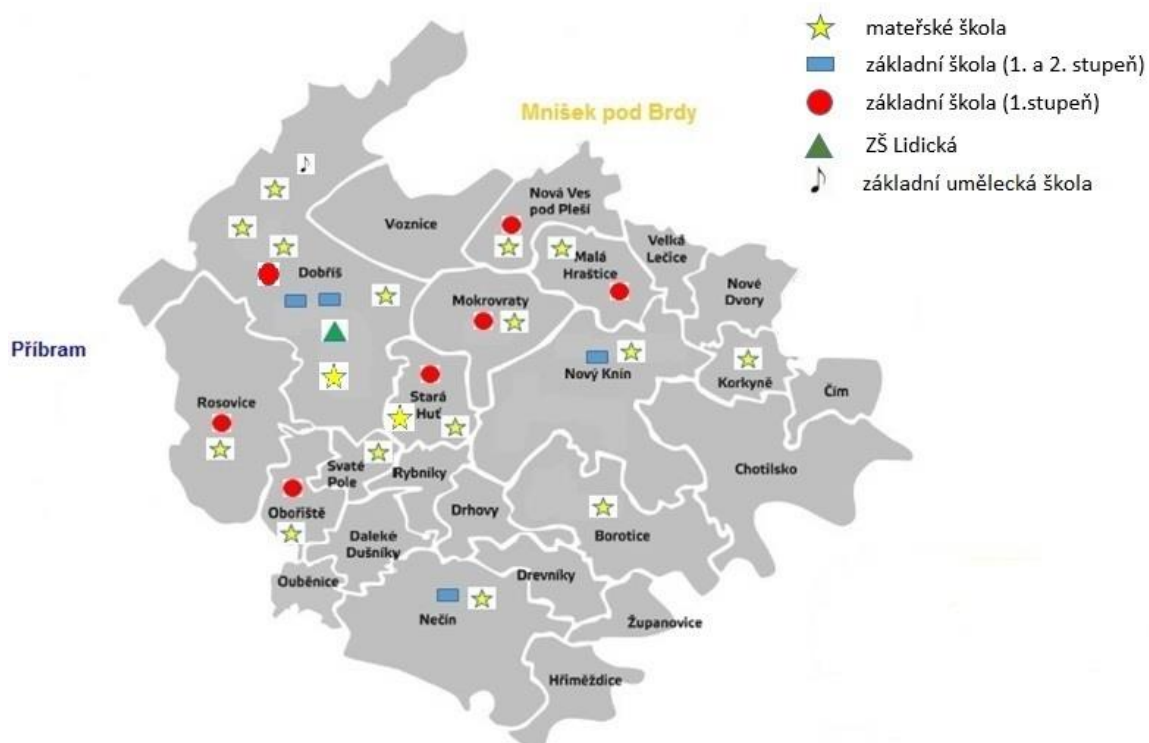 mateřské škola
základní škola (1. a 2. stupeň)
základní škola (1.stupeň)
ZŠ Lidická
základní umělecká škola
Mníšek pod Brdy
Nová Ves
pod Pleší
Voznice
Velká
Lečice
Malá
Hraštice
Dobříš
Nové
Dvory
Mokrovraty
Příbram
Nový Knín
Korkyně
Čím
Rosovice
Stará
Huť
Svaté
Pole
Rybníky
Chotilsko
Obořiště
Drhovy
Daleké
Dušníky
Borotice
Ouběnice
Drevníky
Nečín
Županovice
Hřiměždice